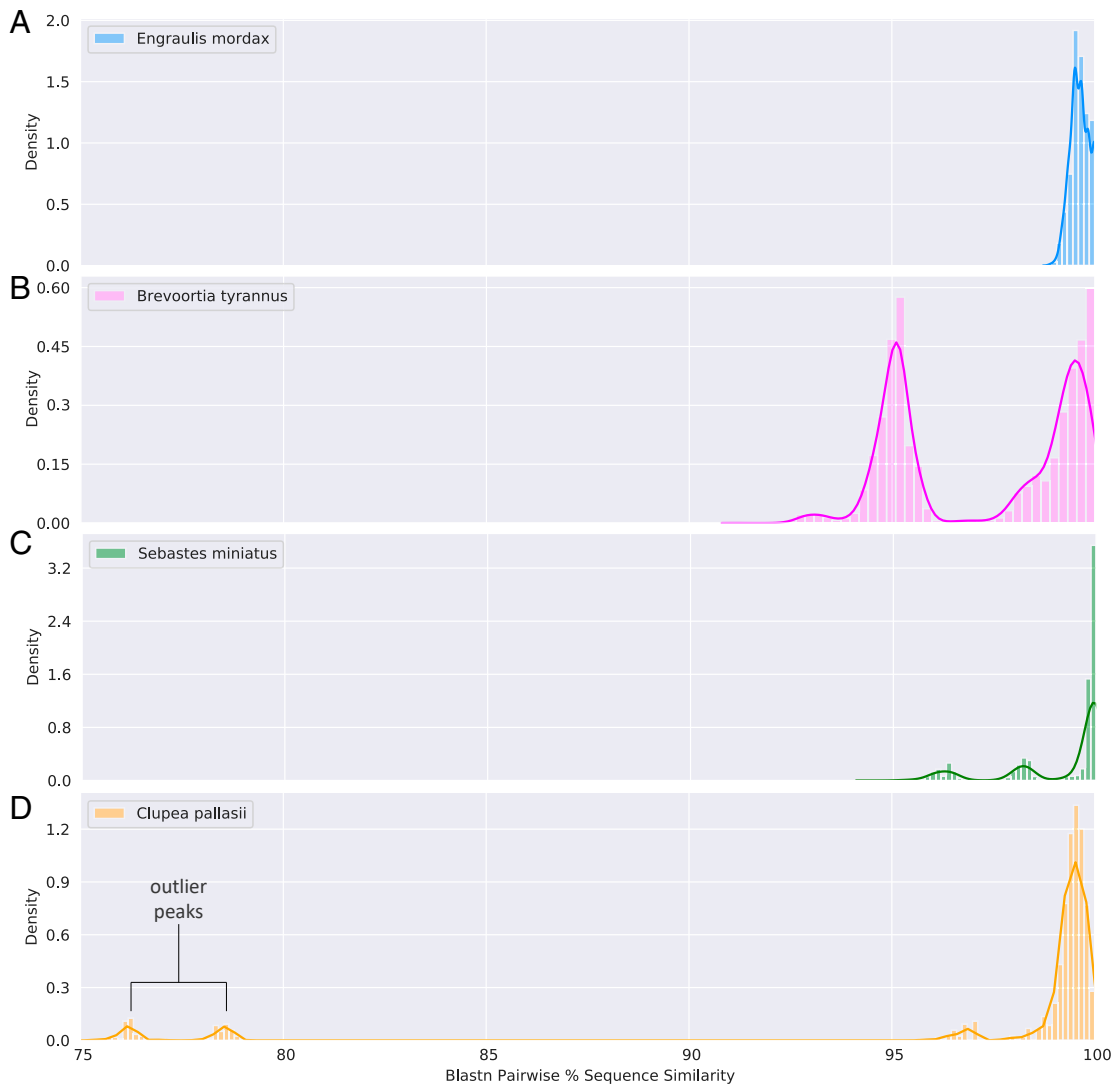 A
Engraulis mordax
Density
2.0
1.5
1.0
0.5
0.0
B
Brevoortia tyrannus
Density
0.60
0.45
0.3
0.15
0.00
C
Sebastes miniatus
Density
3.2
2.4
1.6
0.8
0.0
D
Clupea pallasii
outlier
peaks
Density
1.2
0.9
0.6
0.3
0.0
75 80 85 90 95 100
Blastn Pairwise % Sequence Similarity